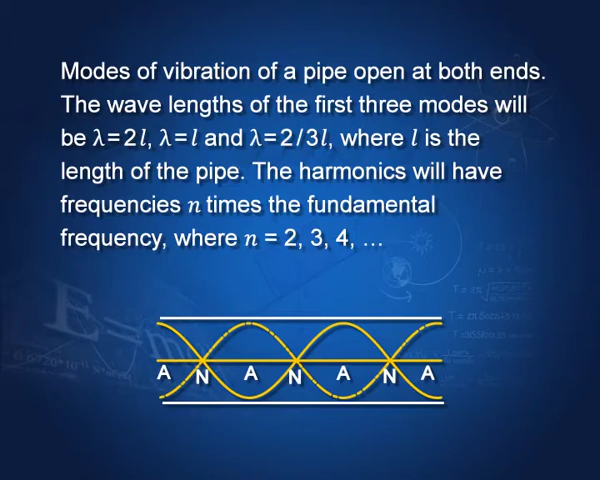 Modes of vibration of a pipe open at both ends.
The wave lengths of the first three modes will
be λ=2l, λ=l and λ=2/3l, where l is the
length of the pipe. The harmonics will have
frequencies n times the fundamental
frequency, where n = 2, 3, 4, ...
A N A N A N A